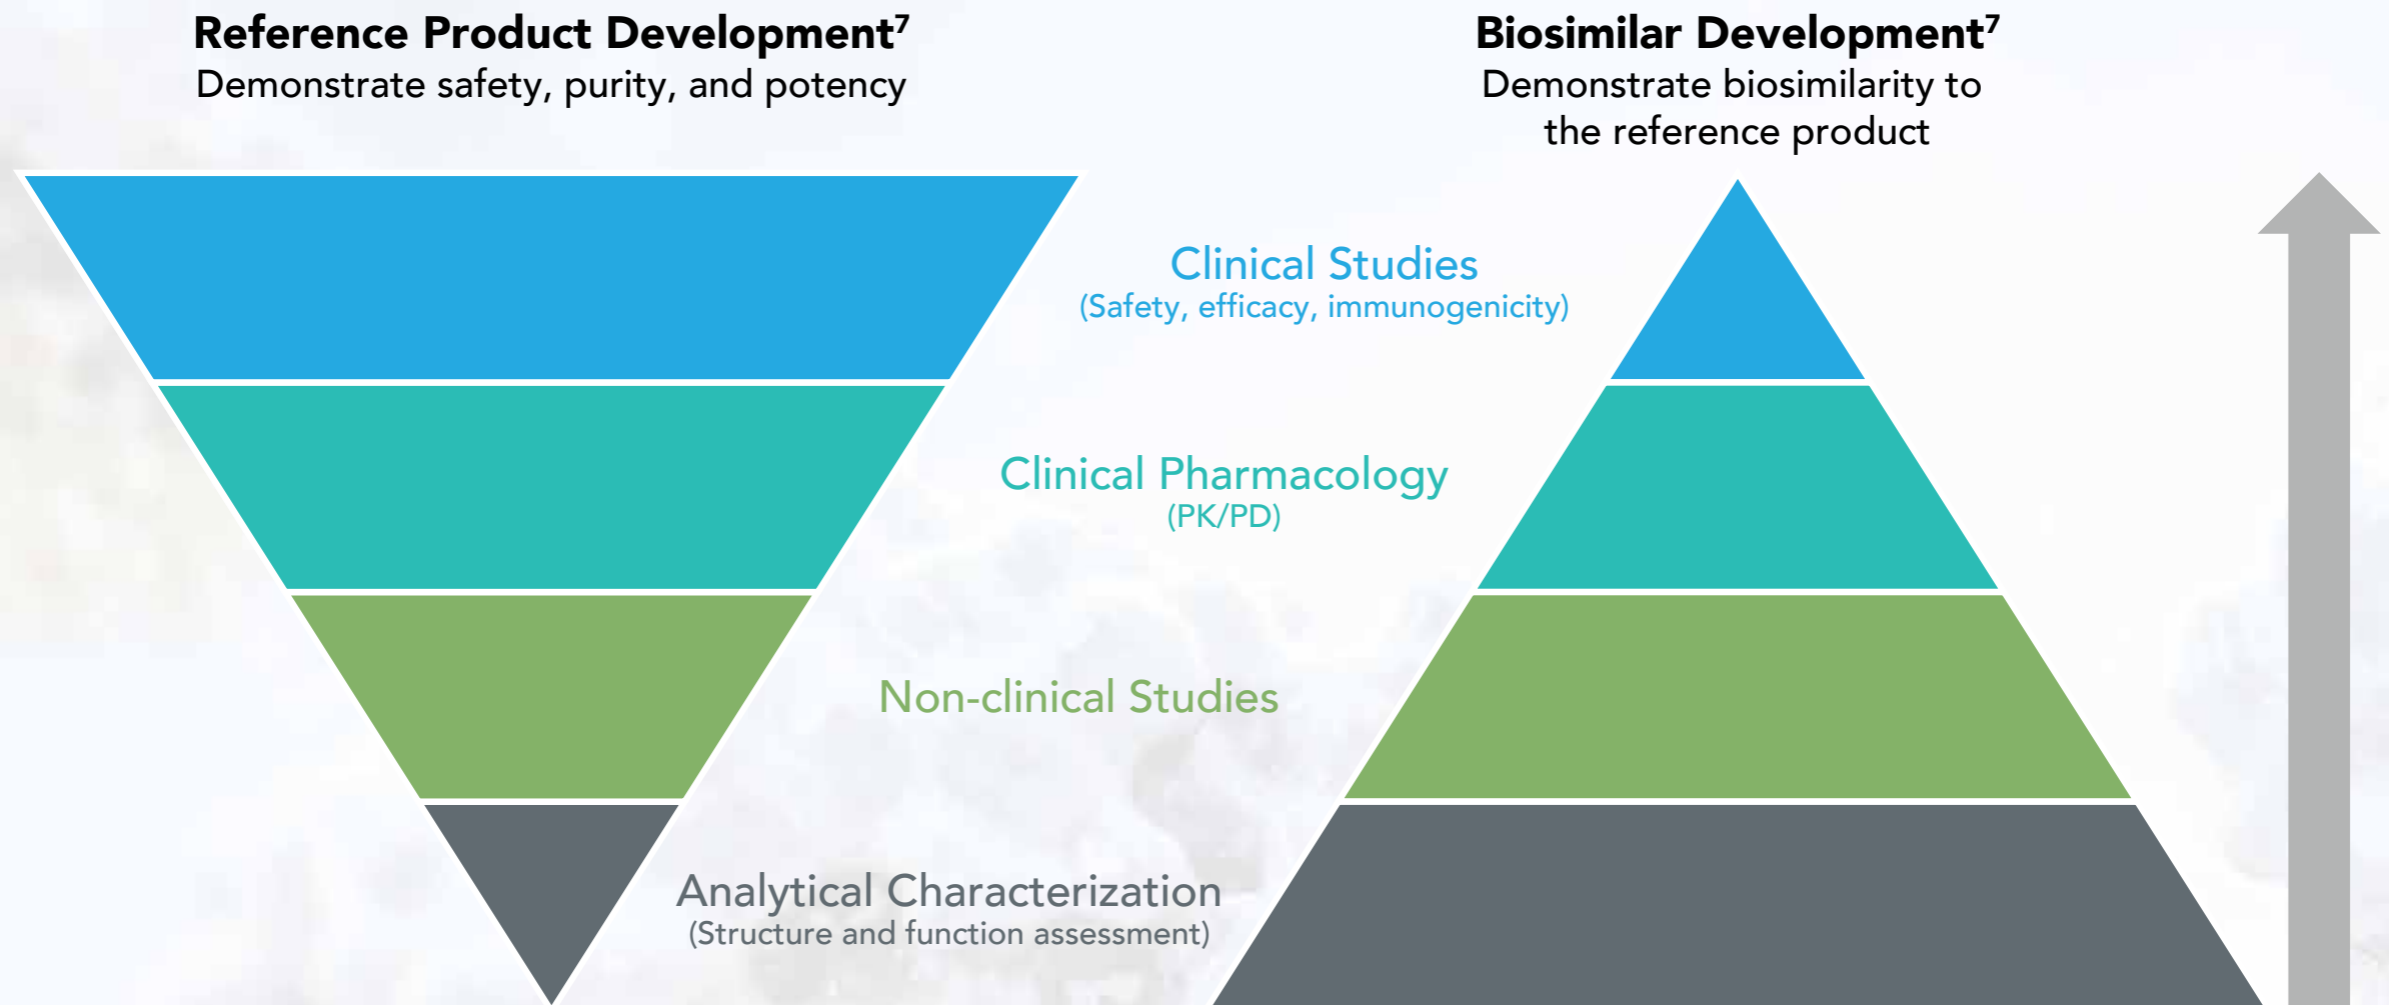 Reference Product Development⁷
Demonstrate safety, purity, and potency
Biosimilar Development⁷
Demonstrate biosimilarity to
the reference product
Clinical Studies
(Safety, efficacy, immunogenicity)
Clinical Pharmacology
(PK/PD)
Non-clinical Studies
Analytical Characterization
(Structure and function assessment)